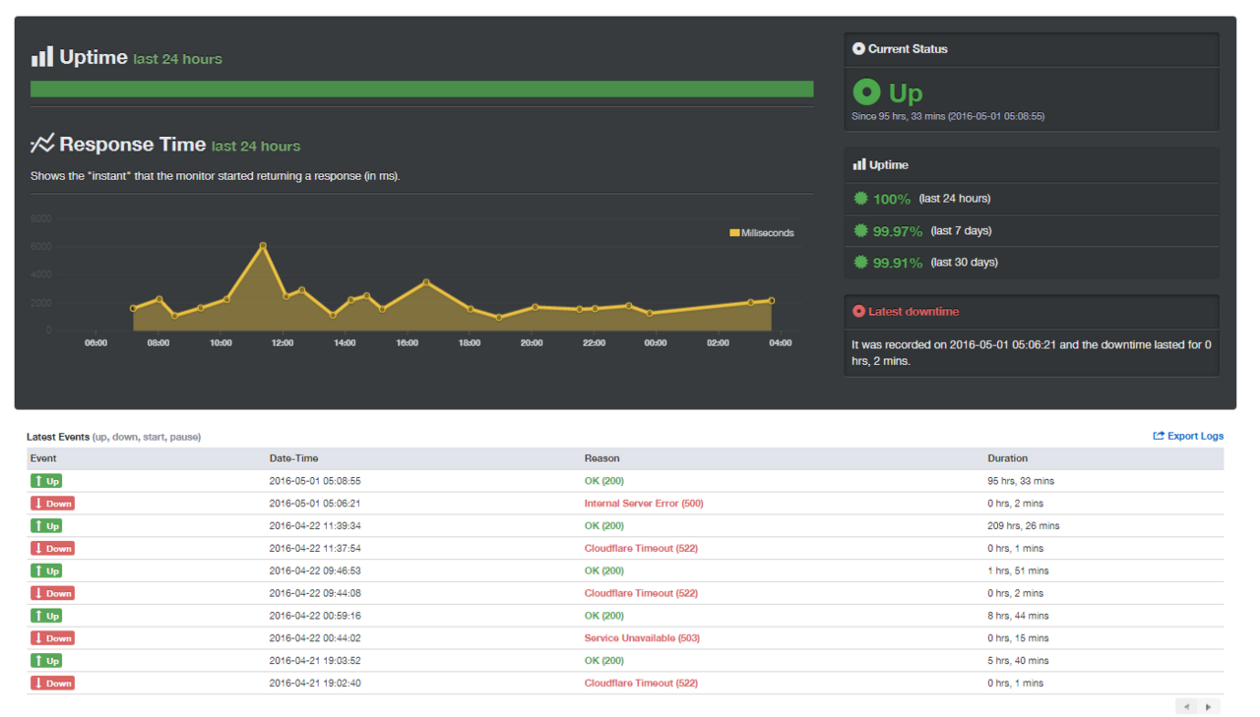 Uptime last 24 hours
Response Time last 24 hours
Shows the "instant" that the monitor started returning a response (in ms).
8000
6000
4000
2000
0
Milliseconds
06:00 08:00 10:00 12:00 14:00 16:00 18:00 20:00 22:00 00:00 02:00 04:00
Current Status
Up
Since 95 hrs, 33 mins (2016-05-01 05:08:55)
Uptime
100% (last 24 hours)
99.97% (last 7 days)
99.91% (last 30 days)
Latest downtime
It was recorded on 2016-05-01 05:06:21 and the downtime lasted for 0
hrs, 2 mins.
Latest Events (up, down, start, pause)
Export Logs
Event Date-Time Reason Duration
Up 2016-05-01 05:08:55 OK (200) 95 hrs, 33 mins
Down 2016-05-01 05:06:21 Internal Server Error (500) 0 hrs, 2 mins
Up 2016-04-22 11:39:34 OK (200) 209 hrs, 26 mins
Down 2016-04-22 11:37:54 Cloudflare Timeout (522) 0 hrs, 1 mins
Up 2016-04-22 09:46:53 OK (200) 1 hrs, 51 mins
Down 2016-04-22 09:44:08 Cloudflare Timeout (522) 0 hrs, 2 mins
Up 2016-04-22 00:59:16 OK (200) 8 hrs, 44 mins
Down 2016-04-22 00:44:02 Service Unavailable (503) 0 hrs, 15 mins
Up 2016-04-21 19:03:52 OK (200) 5 hrs, 40 mins
Down 2016-04-21 19:02:40 Cloudflare Timeout (522) 0 hrs, 1 mins